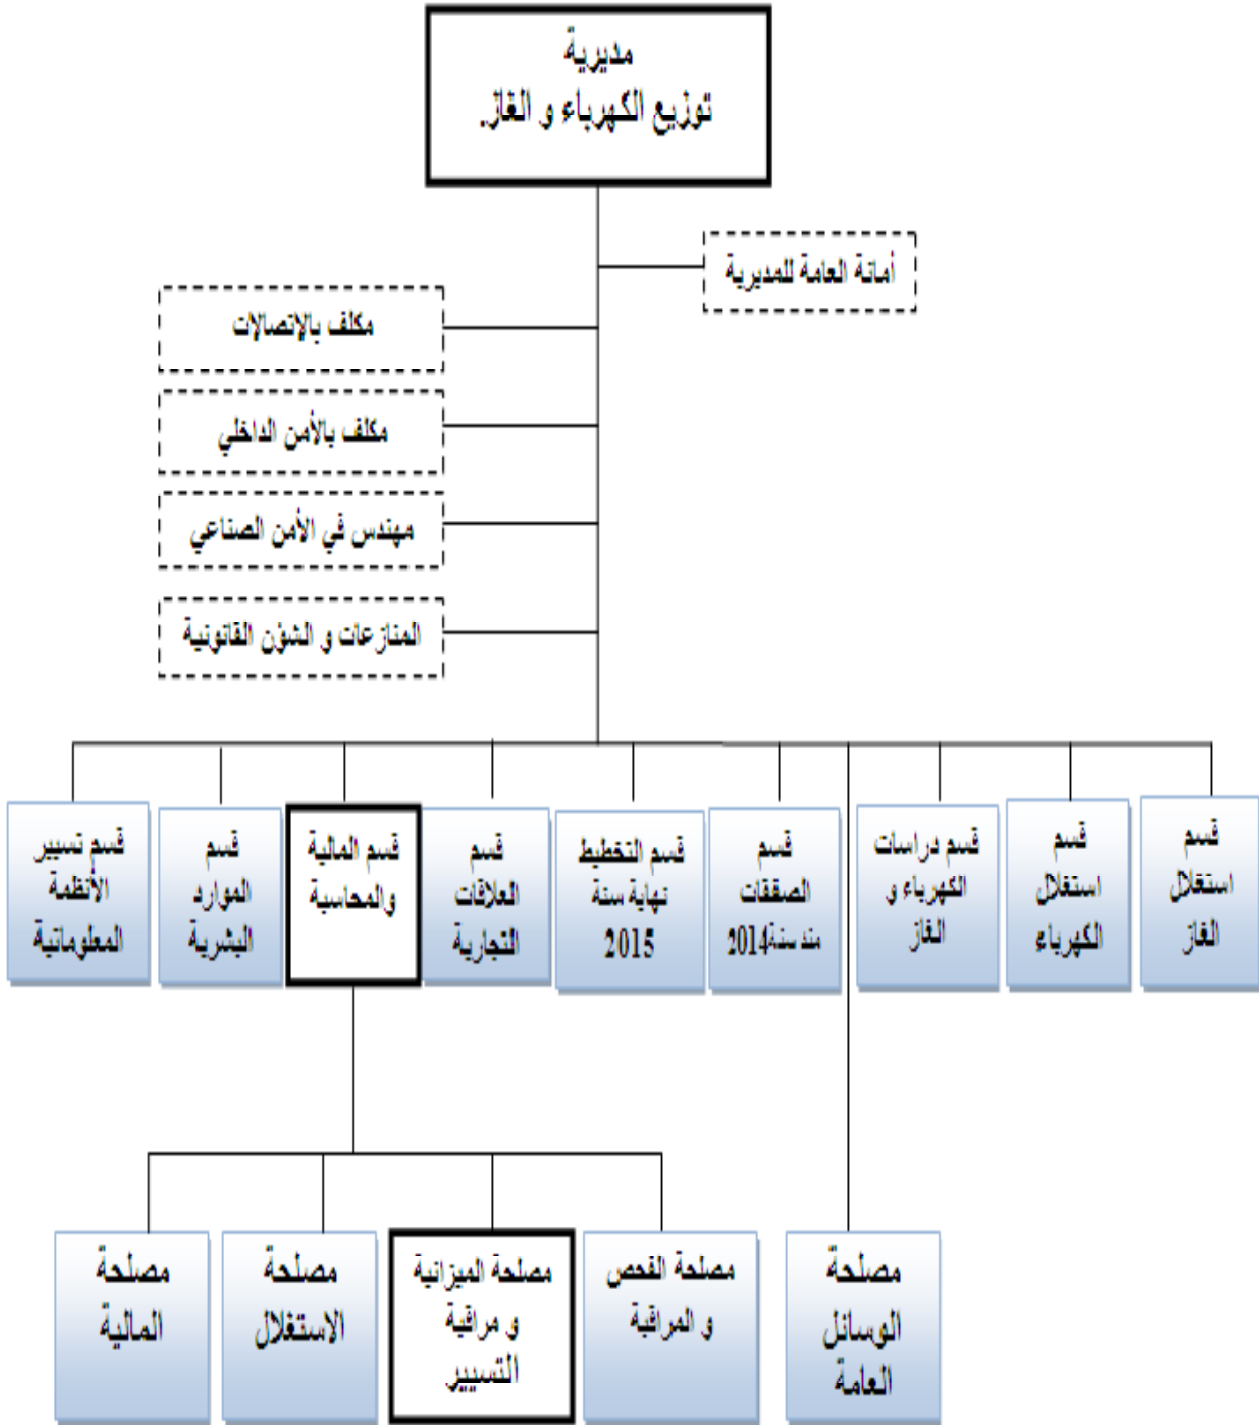 مديرية
توزيع الكهرباء و الغاز.
أمانة العامة للمديرية
مكلف بالإتصالات
مكلف بالأمن الداخلي
مهندس في الأمن الصناعي
المنازعات و الشؤن القانونية
قسم
استغلال
الغاز
قسم
استغلال
الكهرباء
قسم دراسات
الكهرباء و
الغاز
قسم
الصفقات
مند سنة2014
قسم التخطيط
نهاية سنة
2015
قسم
العلاقات
التجارية
قسم المالية
والمحاسبة
قسم
الموارد
البشرية
قسم تسيير
الأنظمة
المعلوماتية
مصلحة
الوسائل
العامة
مصلحة الفحص
و المراقبة
مصلحة الميزانية
و مراقبة
التسيير
مصلحة
الاستغلال
مصلحة
المالية